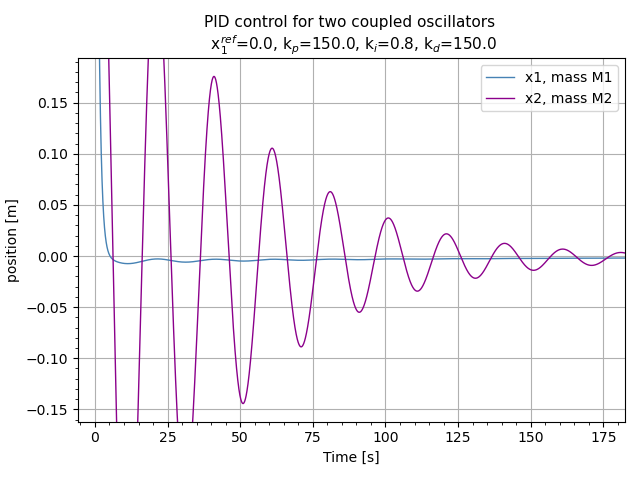 PID control for two coupled oscillators
x₁ʳᵉᶠ=0.0, kₚ=150.0, kᵢ=0.8, k_d=150.0
x1, mass M1
x2, mass M2
position [m]
0.15
0.10
0.05
0.00
−0.05
−0.10
−0.15
0 25 50 75 100 125 150 175
Time [s]